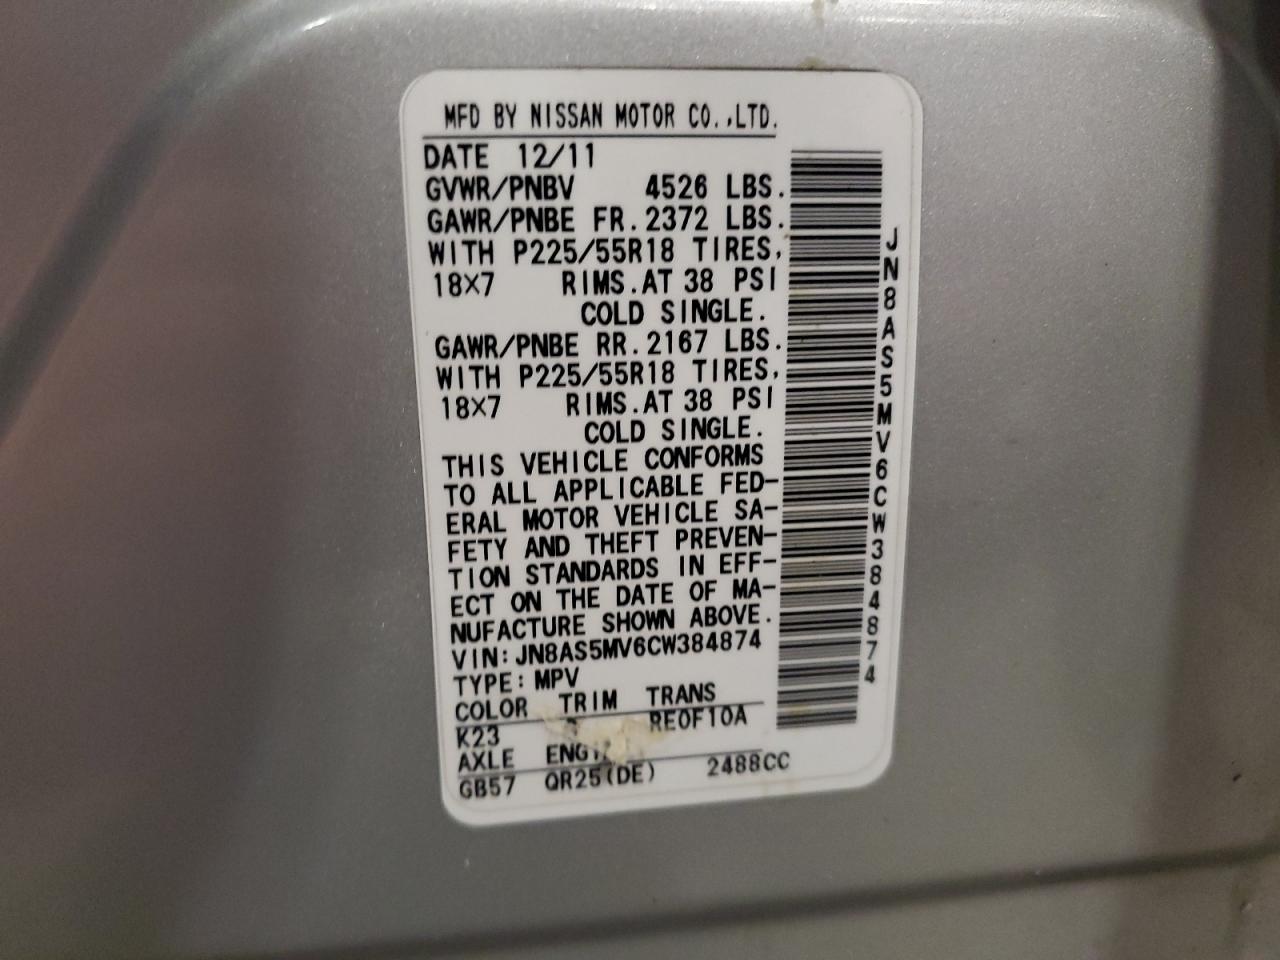 MFD BY NISSAN MOTOR CO.,LTD.
DATE 12/11
GVWR/PNBV 4526 LBS.
GAWR/PNBE FR.2372 LBS.
WITH P225/55R18 TIRES,
18X7 RIMS.AT 38 PSI
COLD SINGLE.
GAWR/PNBE RR.2167 LBS.
WITH P225/55R18 TIRES,
18X7 RIMS.AT 38 PSI
COLD SINGLE.
THIS VEHICLE CONFORMS
TO ALL APPLICABLE FED-
ERAL MOTOR VEHICLE SA-
FETY AND THEFT PREVEN-
TION STANDARDS IN EFF-
ECT ON THE DATE OF MA-
NUFACTURE SHOWN ABOVE.
VIN:JN8AS5MV6CW384874
TYPE:MPV
COLOR TRIM TRANS
K23 RE0F10A
AXLE
GB57 QR25(DE) 2488CC
JN8AS5MV6CW384874